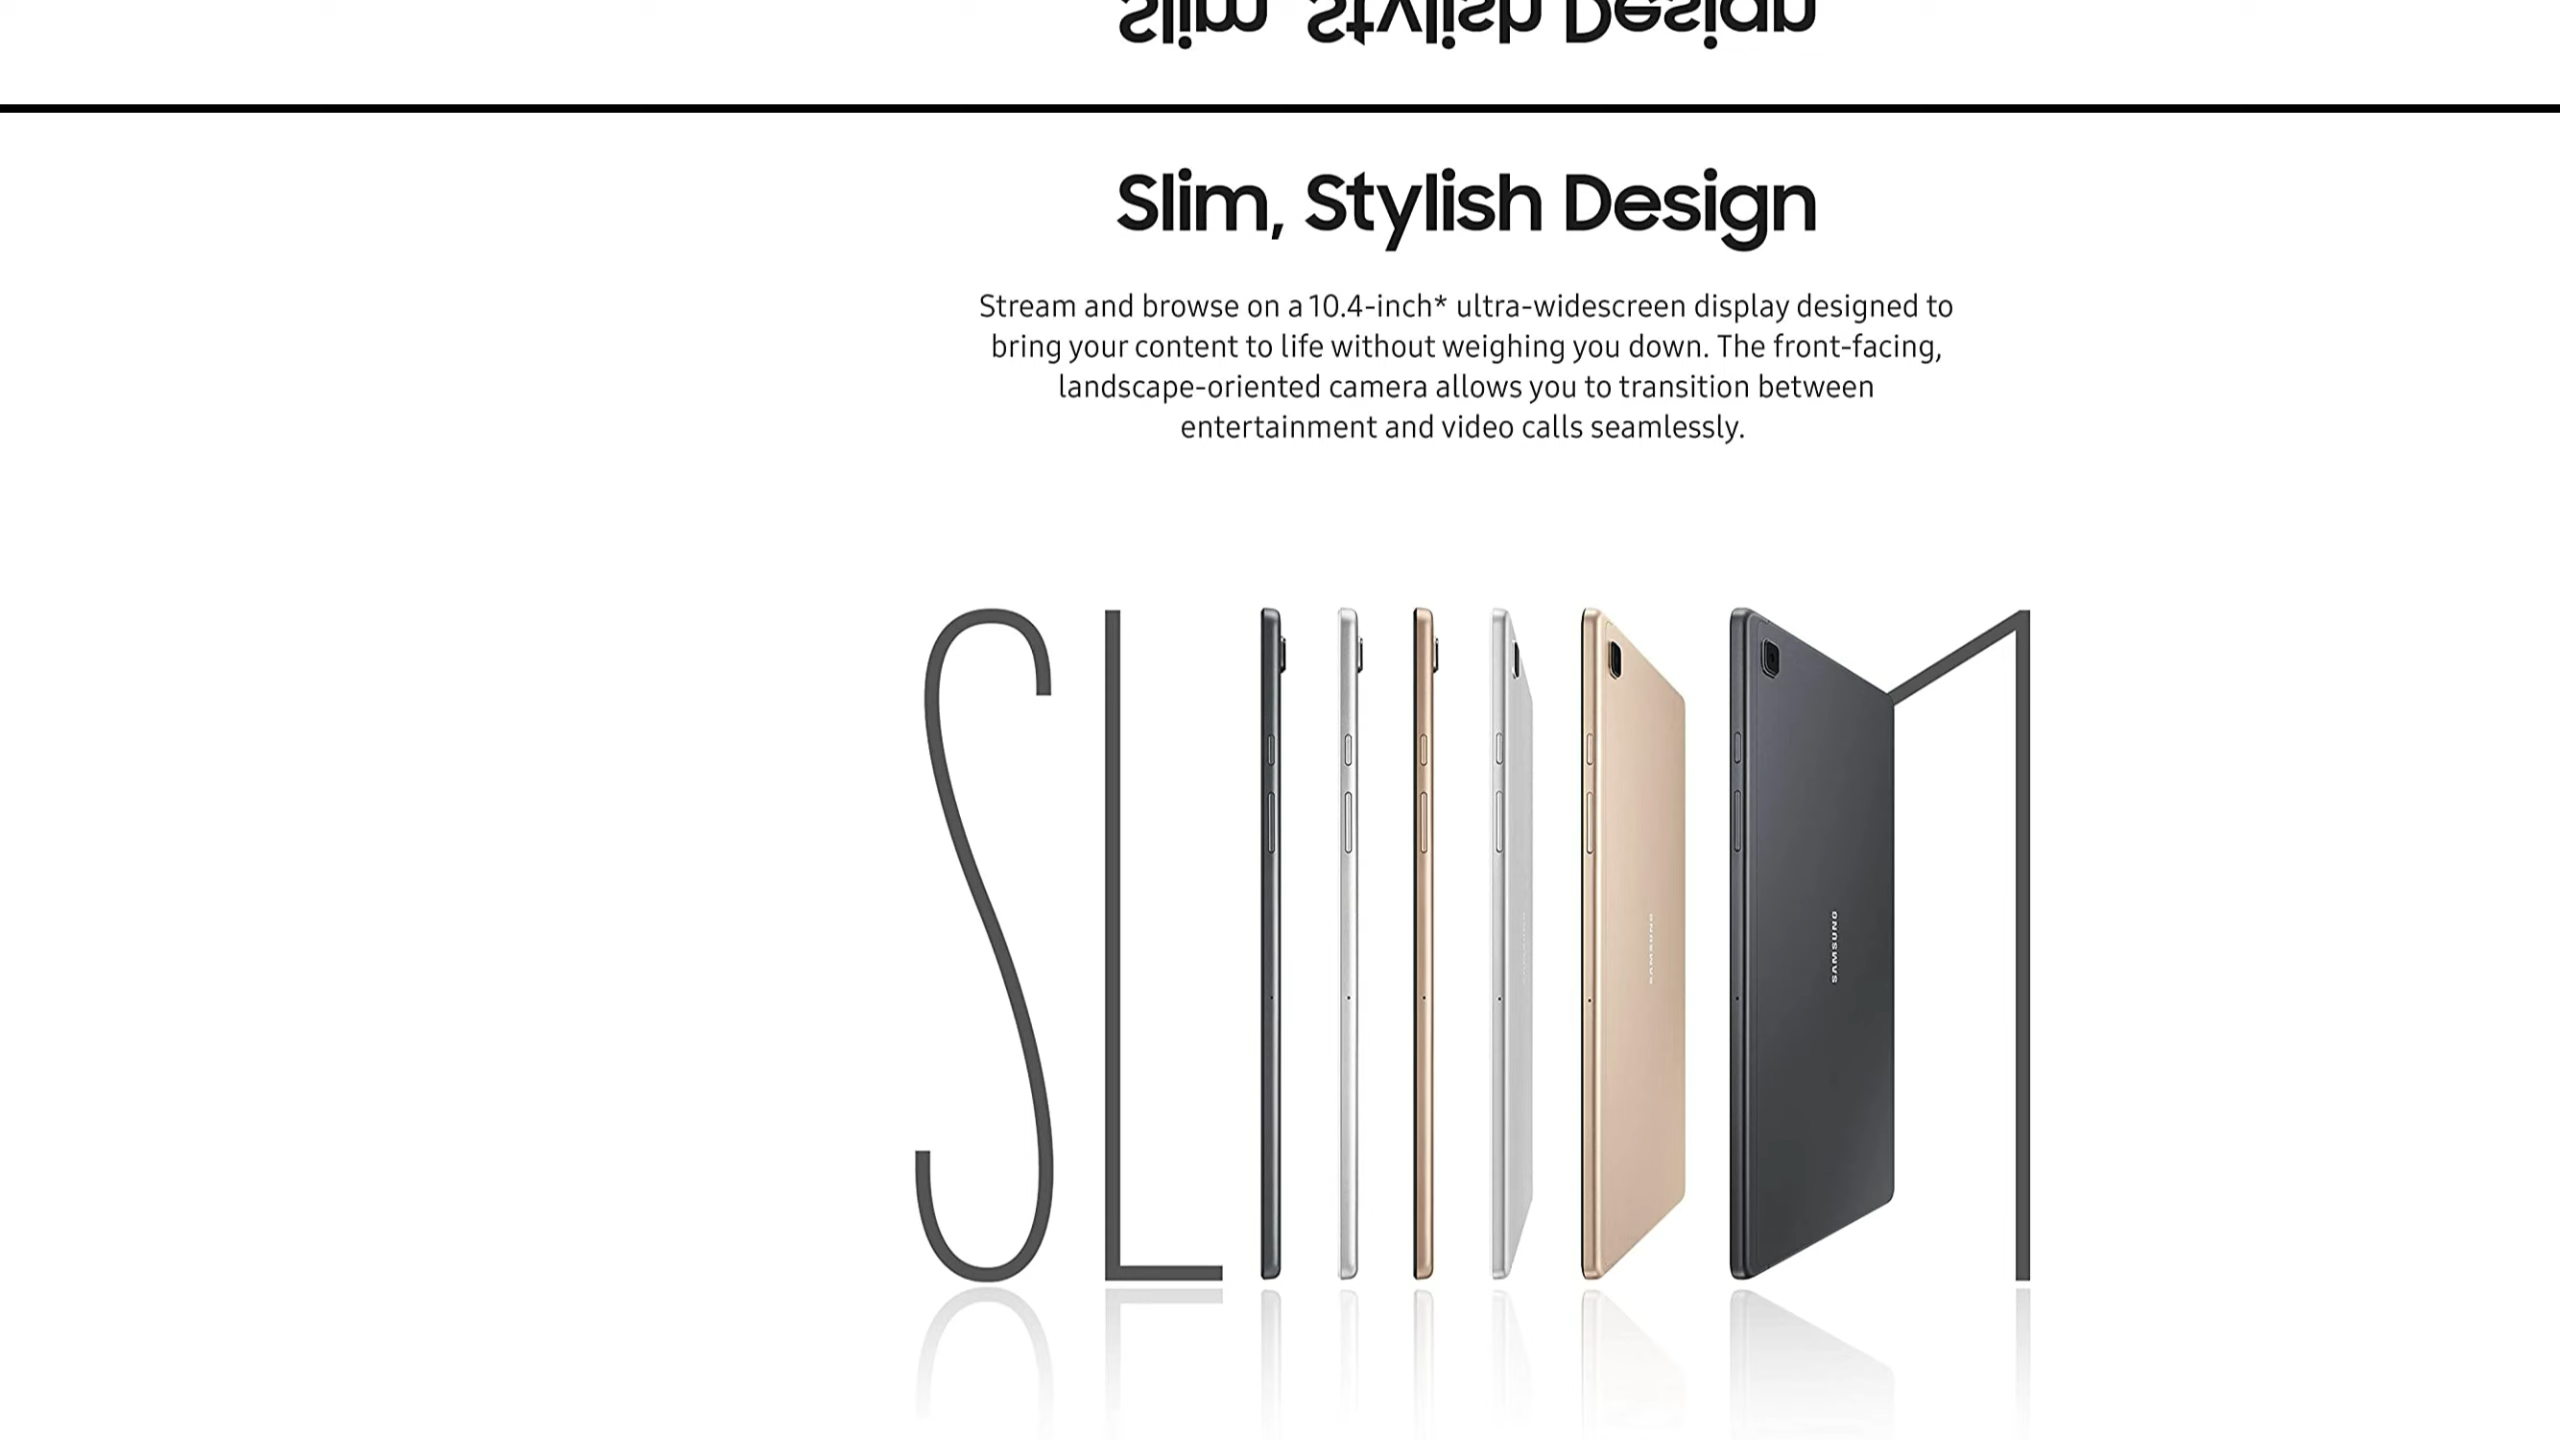 Slim, Stylish Design
Slim, Stylish Design
Stream and browse on a 10.4-inch* ultra-widescreen display designed to
bring your content to life without weighing you down. The front-facing,
landscape-oriented camera allows you to transition between
entertainment and video calls seamlessly.
SLIM
SAMSUNG
SAMSUNG